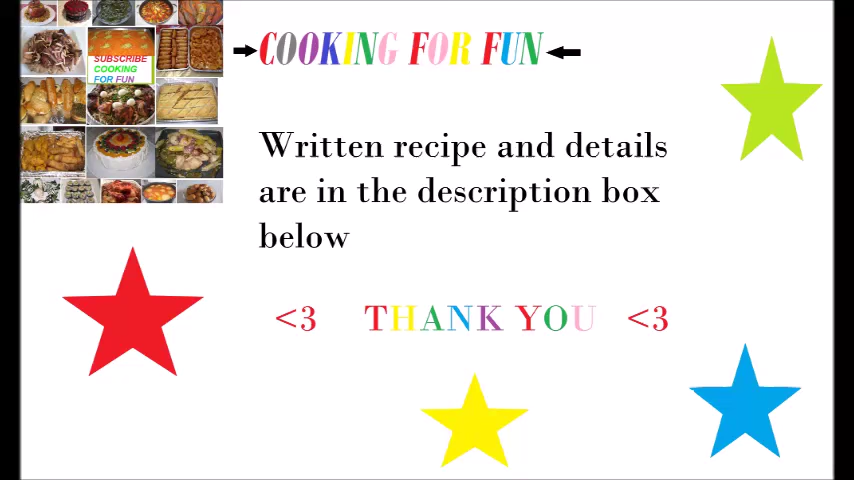 SUBSCRIBE
COOKING
FOR FUN
COOKING FOR FUN
Written recipe and details
are in the description box
below
<3 THANK YOU <3